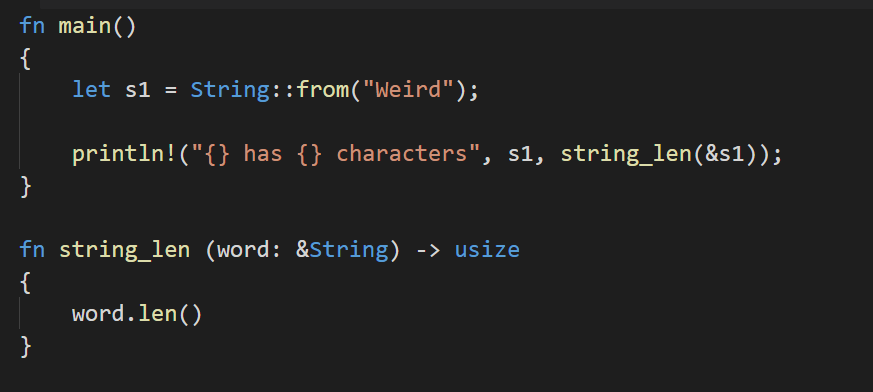 fn main()
{
    let s1 = String::from("Weird");
    println!("{} has {} characters", s1, string_len(&s1));
}
fn string_len (word: &String) -> usize
{
    word.len()
}